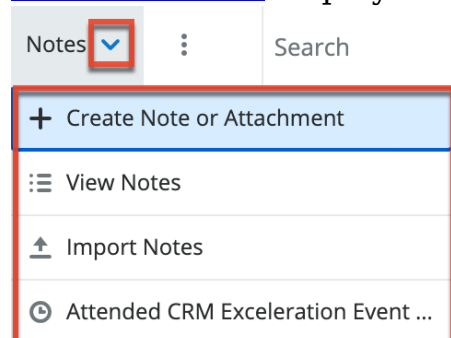 Notes
Search
Create Note or Attachment
View Notes
Import Notes
Attended CRM Exceleration Event ...